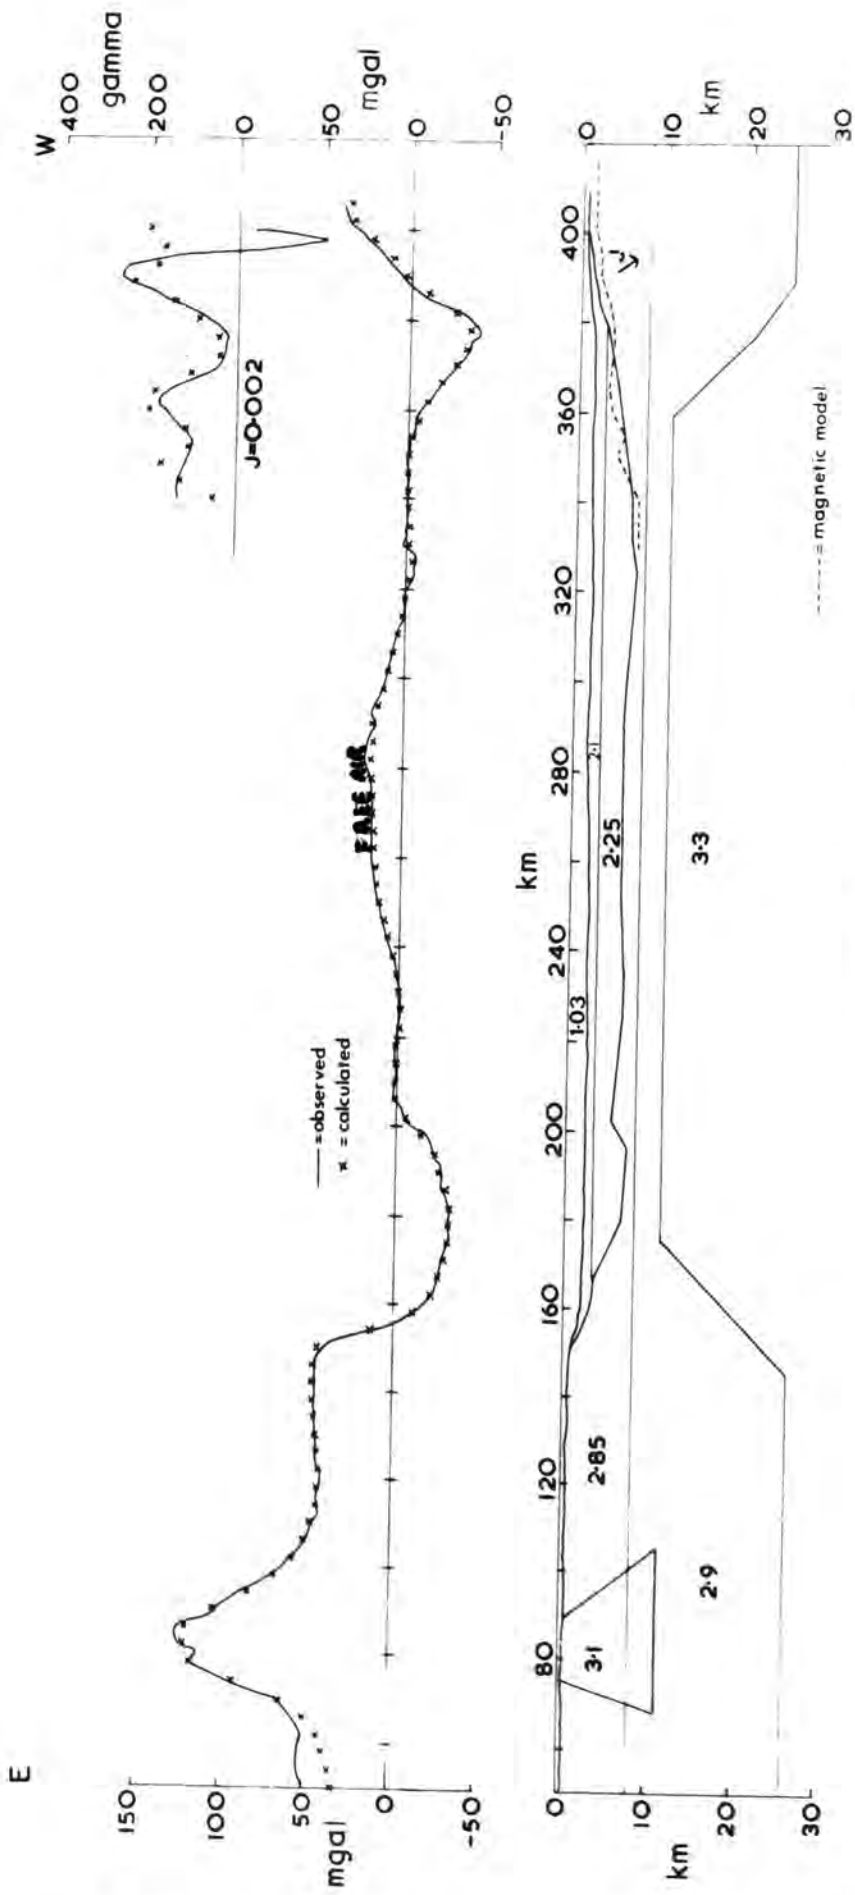 E
W
400
gamma
200
0
150
100
50
mgal
0
-50
50
mgal
0
-50
J=0·002
FREE AIR
—— = observed
x = calculated
km
80
120
160
200
240
280
320
360
400
0
10
km
20
30
0
10
km
20
30
1·03
2·1
2·25
2·85
3·1
2·9
3·3
J
----- = magnetic model